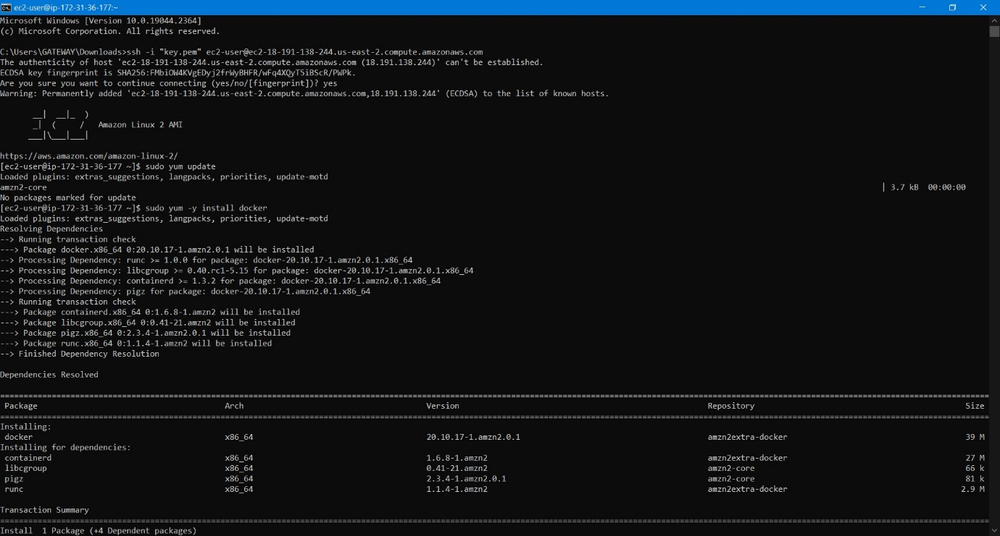 ec2-user@ip-172-31-36-177:~
Microsoft Windows [Version 10.0.19044.2364]
(c) Microsoft Corporation. All rights reserved.
C:\Users\GATEWAY\Downloads>ssh -i "key.pem" ec2-user@ec2-18-191-138-244.us-east-2.compute.amazonaws.com
The authenticity of host 'ec2-18-191-138-244.us-east-2.compute.amazonaws.com (18.191.138.244)' can't be established.
ECDSA key fingerprint is SHA256:FMbiOW4KVgEDyj2frWyBHFR/wFq4XQyT5iBScR/PWPk.
Are you sure you want to continue connecting (yes/no/[fingerprint])? yes
Warning: Permanently added 'ec2-18-191-138-244.us-east-2.compute.amazonaws.com,18.191.138.244' (ECDSA) to the list of known hosts.
       __|  __|_  )
       _|  (     /   Amazon Linux 2 AMI
      ___|\___|___|
https://aws.amazon.com/amazon-linux-2/
[ec2-user@ip-172-31-36-177 ~]$ sudo yum update
Loaded plugins: extras_suggestions, langpacks, priorities, update-motd
amzn2-core | 3.7 kB 00:00:00
No packages marked for update
[ec2-user@ip-172-31-36-177 ~]$ sudo yum -y install docker
Loaded plugins: extras_suggestions, langpacks, priorities, update-motd
Resolving Dependencies
--> Running transaction check
---> Package docker.x86_64 0:20.10.17-1.amzn2.0.1 will be installed
--> Processing Dependency: runc >= 1.0.0 for package: docker-20.10.17-1.amzn2.0.1.x86_64
--> Processing Dependency: libcgroup >= 0.40.rc1-5.15 for package: docker-20.10.17-1.amzn2.0.1.x86_64
--> Processing Dependency: containerd >= 1.3.2 for package: docker-20.10.17-1.amzn2.0.1.x86_64
--> Processing Dependency: pigz for package: docker-20.10.17-1.amzn2.0.1.x86_64
--> Running transaction check
---> Package containerd.x86_64 0:1.6.8-1.amzn2 will be installed
---> Package libcgroup.x86_64 0:0.41-21.amzn2 will be installed
---> Package pigz.x86_64 0:2.3.4-1.amzn2.0.1 will be installed
---> Package runc.x86_64 0:1.1.4-1.amzn2 will be installed
--> Finished Dependency Resolution
Dependencies Resolved
Package Arch Version Repository Size
Installing:
docker x86_64 20.10.17-1.amzn2.0.1 amzn2extra-docker 39 M
Installing for dependencies:
containerd x86_64 1.6.8-1.amzn2 amzn2extra-docker 27 M
libcgroup x86_64 0.41-21.amzn2 amzn2-core 66 k
pigz x86_64 2.3.4-1.amzn2.0.1 amzn2-core 81 k
runc x86_64 1.1.4-1.amzn2 amzn2extra-docker 2.9 M
Transaction Summary
Install 1 Package (+4 Dependent packages)